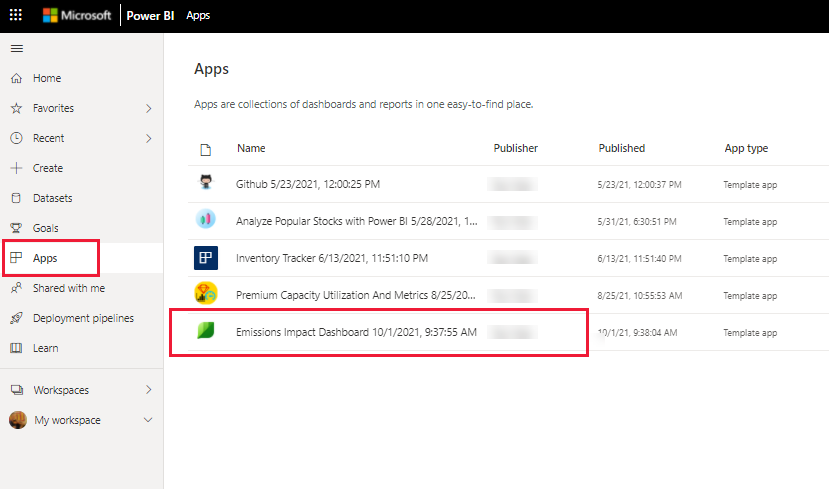 Microsoft Power BI Apps
Home
Favorites
Recent
Create
Datasets
Goals
Apps
Shared with me
Deployment pipelines
Learn
Workspaces
My workspace
Apps
Apps are collections of dashboards and reports in one easy-to-find place.
Name Publisher Published App type
Github 5/23/2021, 12:00:25 PM 5/23/21, 12:00:37 PM Template app
Analyze Popular Stocks with Power BI 5/28/2021, 1... 5/31/21, 6:30:51 PM Template app
Inventory Tracker 6/13/2021, 11:51:10 PM 6/13/21, 11:51:40 PM Template app
Premium Capacity Utilization And Metrics 8/25/20... 8/25/21, 10:55:53 AM Template app
Emissions Impact Dashboard 10/1/2021, 9:37:55 AM 10/1/21, 9:38:04 AM Template app